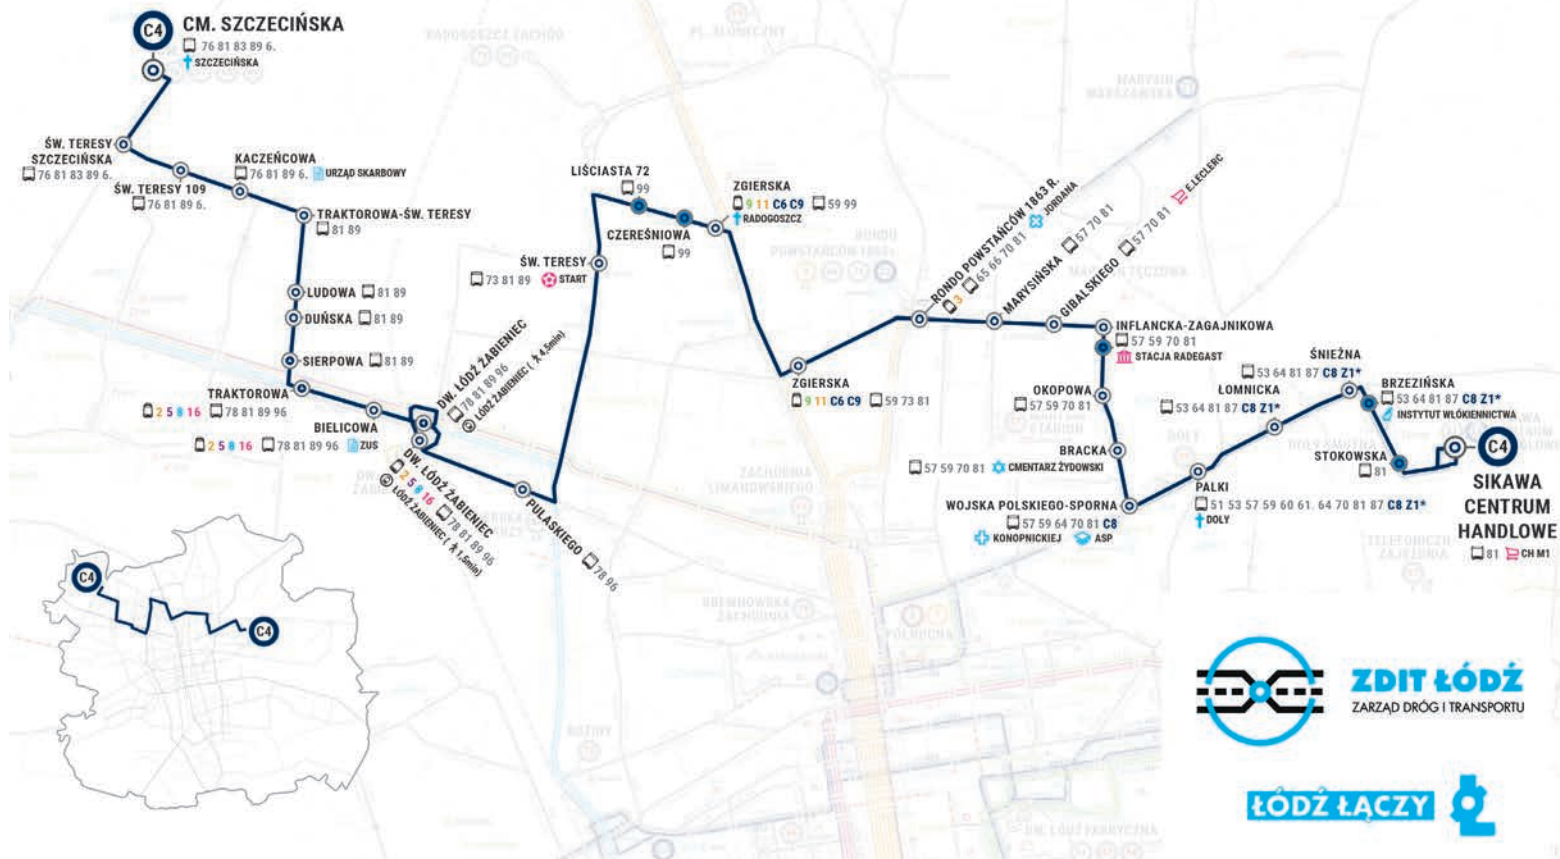 C4
CM. SZCZECIŃSKA
76 81 83 89 6.
SZCZECIŃSKA
ŚW. TERESY
SZCZECIŃSKA
76 81 83 89 6.
ŚW. TERESY 109
76 81 89 6.
KACZEŃCOWA
76 81 89 6. URZĄD SKARBOWY
TRAKTOROWA-ŚW. TERESY
81 89
LUDOWA 81 89
DUŃSKA 81 89
SIERPOWA 81 89
TRAKTOROWA
2 5 8 16 78 81 89 96
BIELICOWA
2 5 8 16 78 81 89 96 ZUS
DW. ŁÓDŹ ŻABIENIEC
78 81 89 96
ŁÓDŹ ŻABIENIEC ( 4,5min)
DW. ŁÓDŹ ŻABIENIEC
2 5 8 16 78 81 89 96
ŁÓDŹ ŻABIENIEC ( 1,5min)
PUŁASKIEGO 78 96
ŚW. TERESY
73 81 89 START
LIŚCIASTA 72
99
CZEREŚNIOWA
99
ZGIERSKA
9 11 C6 C9 59 99
RADOGOSZCZ
ZGIERSKA
9 11 C6 C9 59 73 81
RONDO POWSTAŃCÓW 1863 R.
3 65 66 70 81 JORDANA
MARYSIŃSKA 57 70 81
GIBALSKIEGO 57 70 81 E.LECLERC
INFLANCKA-ZAGAJNIKOWA
57 59 70 81
STACJA RADEGAST
OKOPOWA
57 59 70 81
BRACKA
57 59 70 81 CMENTARZ ŻYDOWSKI
WOJSKA POLSKIEGO-SPORNA
57 59 64 70 81 C8
KONOPNICKIEJ ASP
PALKI
51 53 57 59 60 61. 64 70 81 87 C8 Z1*
DOŁY
ŁOMNICKA
53 64 81 87 C8 Z1*
ŚNIEŻNA
53 64 81 87 C8 Z1*
BRZEZIŃSKA
53 64 81 87 C8 Z1*
INSTYTUT WŁÓKIENNICTWA
STOKOWSKA
81
C4
SIKAWA
CENTRUM
HANDLOWE
81 CH M1
C4
C4
ZDIT ŁÓDŹ
ZARZĄD DRÓG I TRANSPORTU
ŁÓDŹ ŁĄCZY